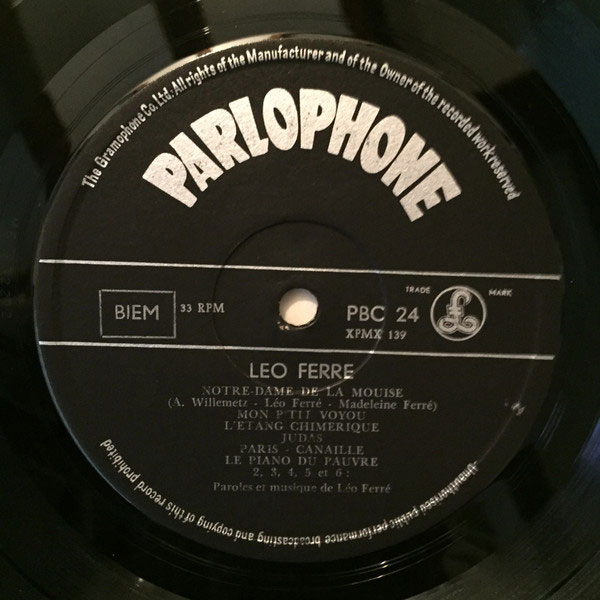 The Gramophone Co. Ltd. All rights of the Manufacturer and of the Owner of the recorded work reserved
PARLOPHONE
TRADE MARK
BIEM
33 RPM
PBC 24
£
XPMX 139
LEO FERRE
NOTRE-DAME DE LA MOUISE
(A. Willemetz - Léo Ferré - Madeleine Ferré)
MON P'TIT VOYOU
L'ETANG CHIMERIQUE
JUDAS
PARIS - CANAILLE
LE PIANO DU PAUVRE
2, 3, 4, 5 et 6 :
Paroles et musique de Léo Ferré
Unauthorised public performance broadcasting and copying of this record prohibited